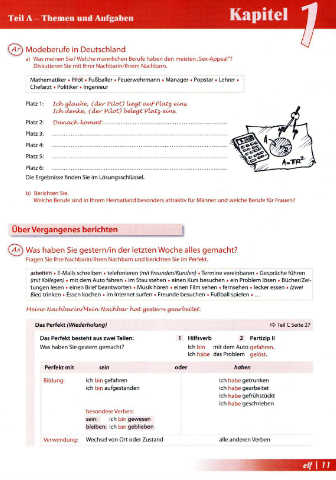 Teil A – Themen und Aufgaben
Kapitel 1
Modeberufe in Deutschland
a) Was meinen Sie? Welche männlichen Berufe haben den meisten „Sex-Appeal“?
Diskutieren Sie mit Ihrer Nachbarin/Ihrem Nachbarn.
Mathematiker • Pilot • Fußballer • Feuerwehrmann • Manager • Popstar • Lehrer •
Chefarzt • Politiker • Ingenieur
Platz 1: Ich glaube, (der Pilot) liegt auf Platz eins.
Ich denke, (der Pilot) belegt Platz eins.
Platz 2: Danach kommt
Platz 3:
Platz 4:
Platz 5:
Platz 6:
Die Ergebnisse finden Sie im Lösungsschlüssel.
b) Berichten Sie.
Welche Berufe sind in Ihrem Heimatland besonders attraktiv für Männer und welche Berufe für Frauen?
Über Vergangenes berichten
Was haben Sie gestern/in der letzten Woche alles gemacht?
Fragen Sie Ihre Nachbarin/Ihren Nachbarn und berichten Sie im Perfekt.
arbeiten • E-Mails schreiben • telefonieren (mit Freunden/Kunden) • Termine vereinbaren • Gespräche führen
(mit Kollegen) • mit dem Auto fahren • im Stau stehen • einen Kurs besuchen • ein Problem lösen • Bücher/Zei-
tungen lesen • einen Brief beantworten • Musik hören • einen Film sehen • fernsehen • lecker essen • (zwei
Bier) trinken • Essen kochen • im Internet surfen • Freunde besuchen • Fußball spielen • ...
Meine Nachbarin/Mein Nachbar hat gestern gearbeitet.
Das Perfekt (Wiederholung)
⇨ Teil C Seite 27
Das Perfekt besteht aus zwei Teilen: 1 Hilfsverb 2 Partizip II
Was haben Sie gestern gemacht? Ich bin mit dem Auto gefahren.
Ich habe das Problem gelöst.
Perfekt mit sein oder haben
Bildung: ich bin gefahren ich habe getrunken
ich bin aufgestanden ich habe gearbeitet
ich habe gefrühstückt
ich habe geschrieben
besondere Verben:
sein: ich bin gewesen
bleiben: ich bin geblieben
Verwendung: Wechsel von Ort oder Zustand alle anderen Verben
elf | 11